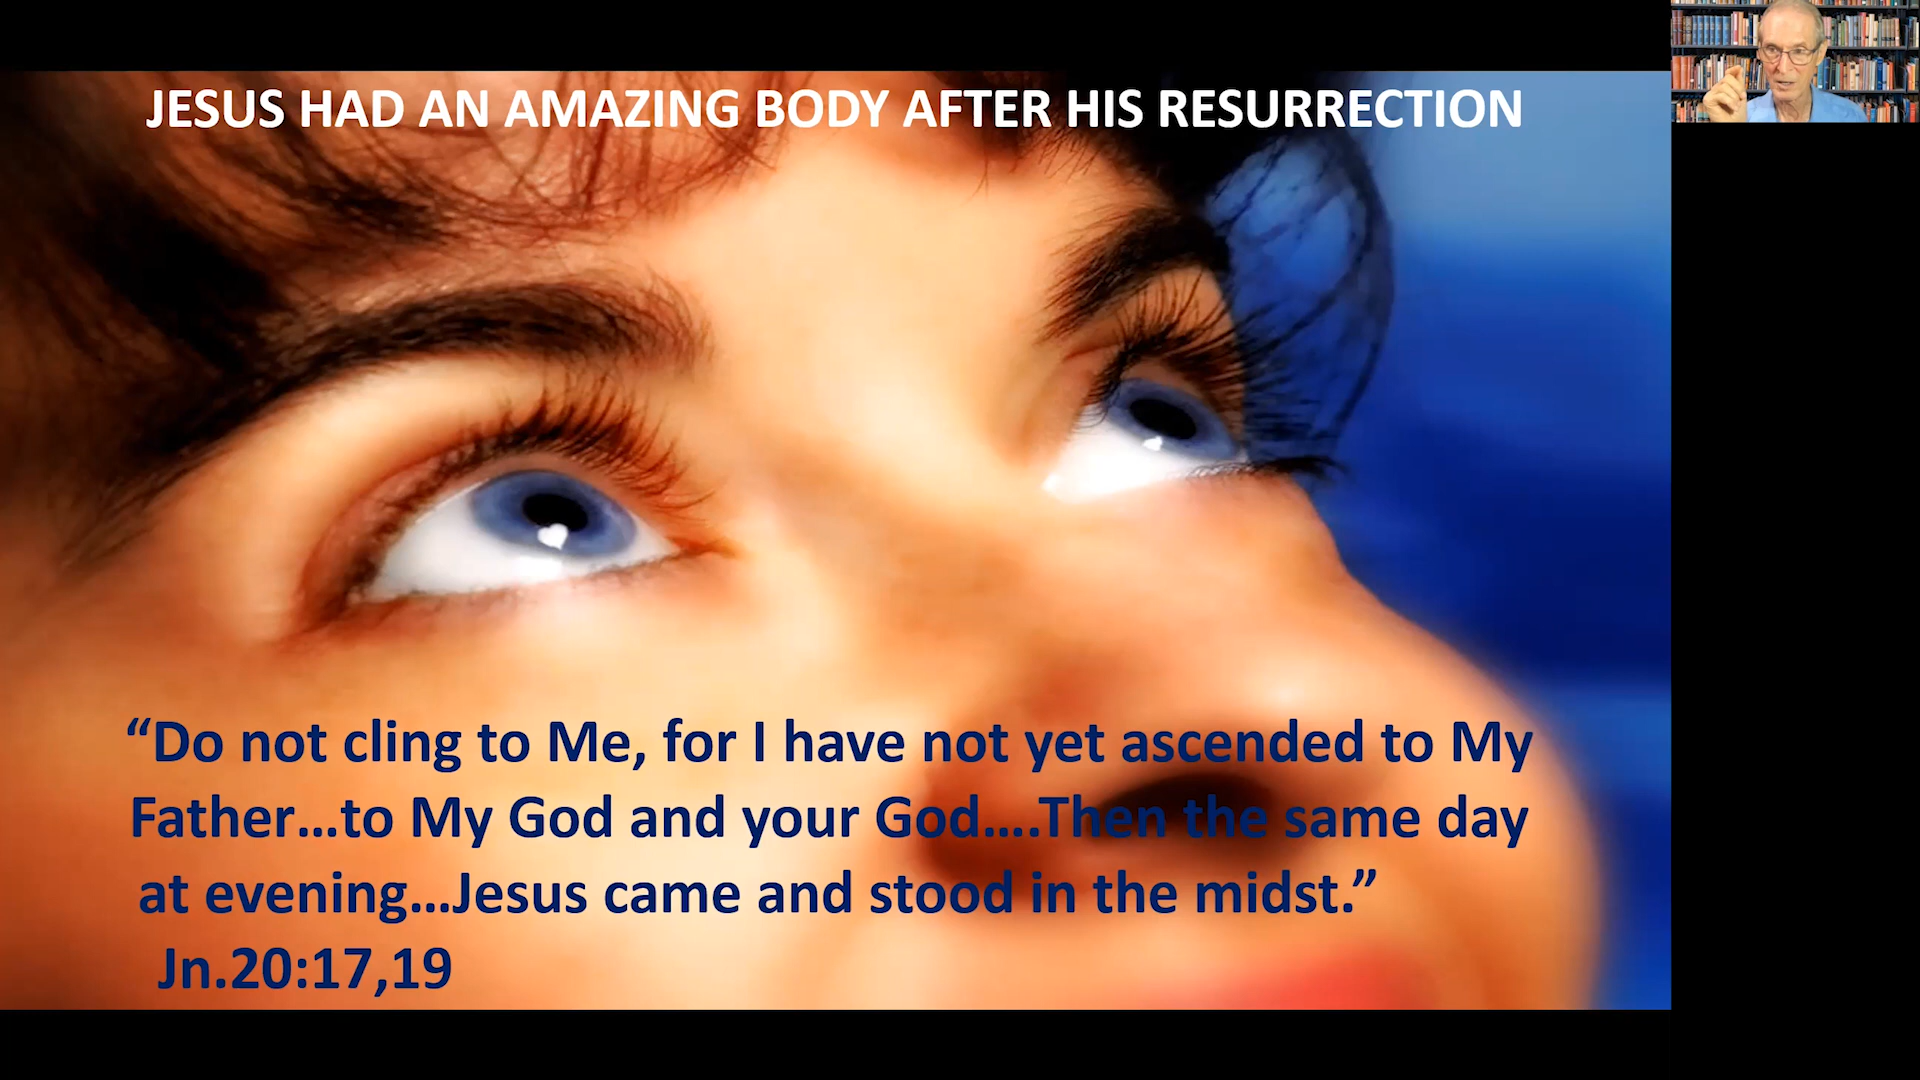 JESUS HAD AN AMAZING BODY AFTER HIS RESURRECTION
“Do not cling to Me, for I have not yet ascended to My
Father...to My God and your God....Then the same day
at evening...Jesus came and stood in the midst.”
Jn.20:17,19